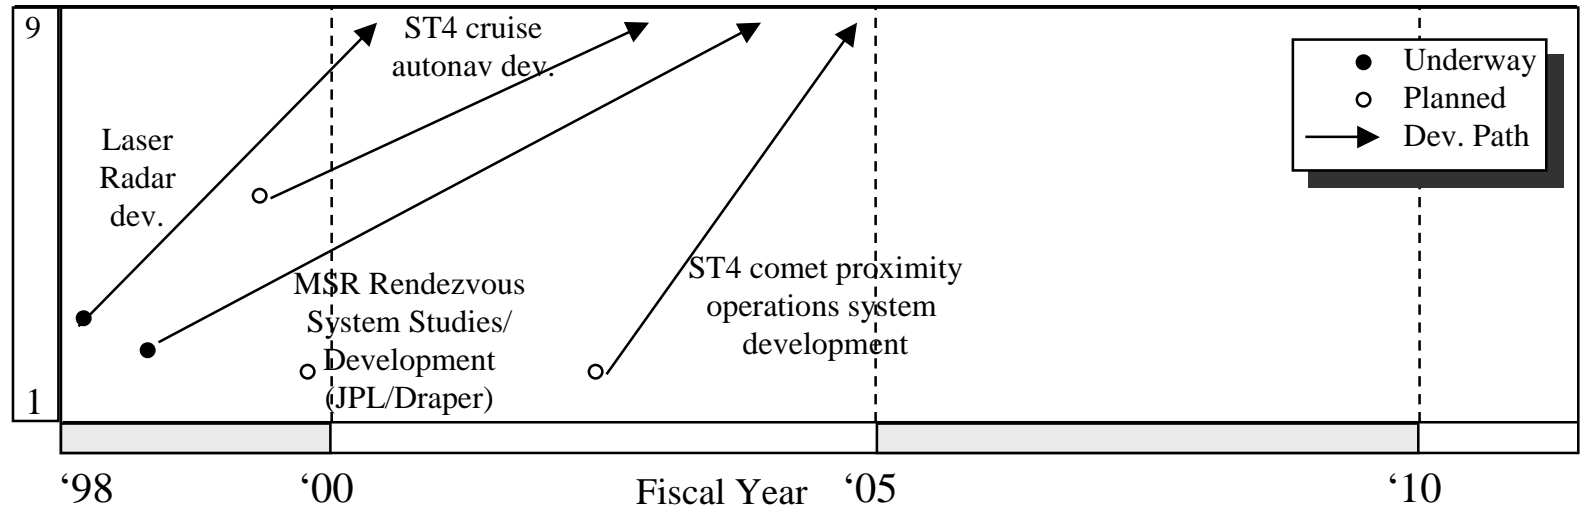 9
ST4 cruise
autonav dev.
Underway
Planned
Dev. Path
Laser
Radar
dev.
MSR Rendezvous
System Studies/
Development
(JPL/Draper)
ST4 comet proximity
operations system
development
1
‘98
‘00
Fiscal Year
‘05
‘10